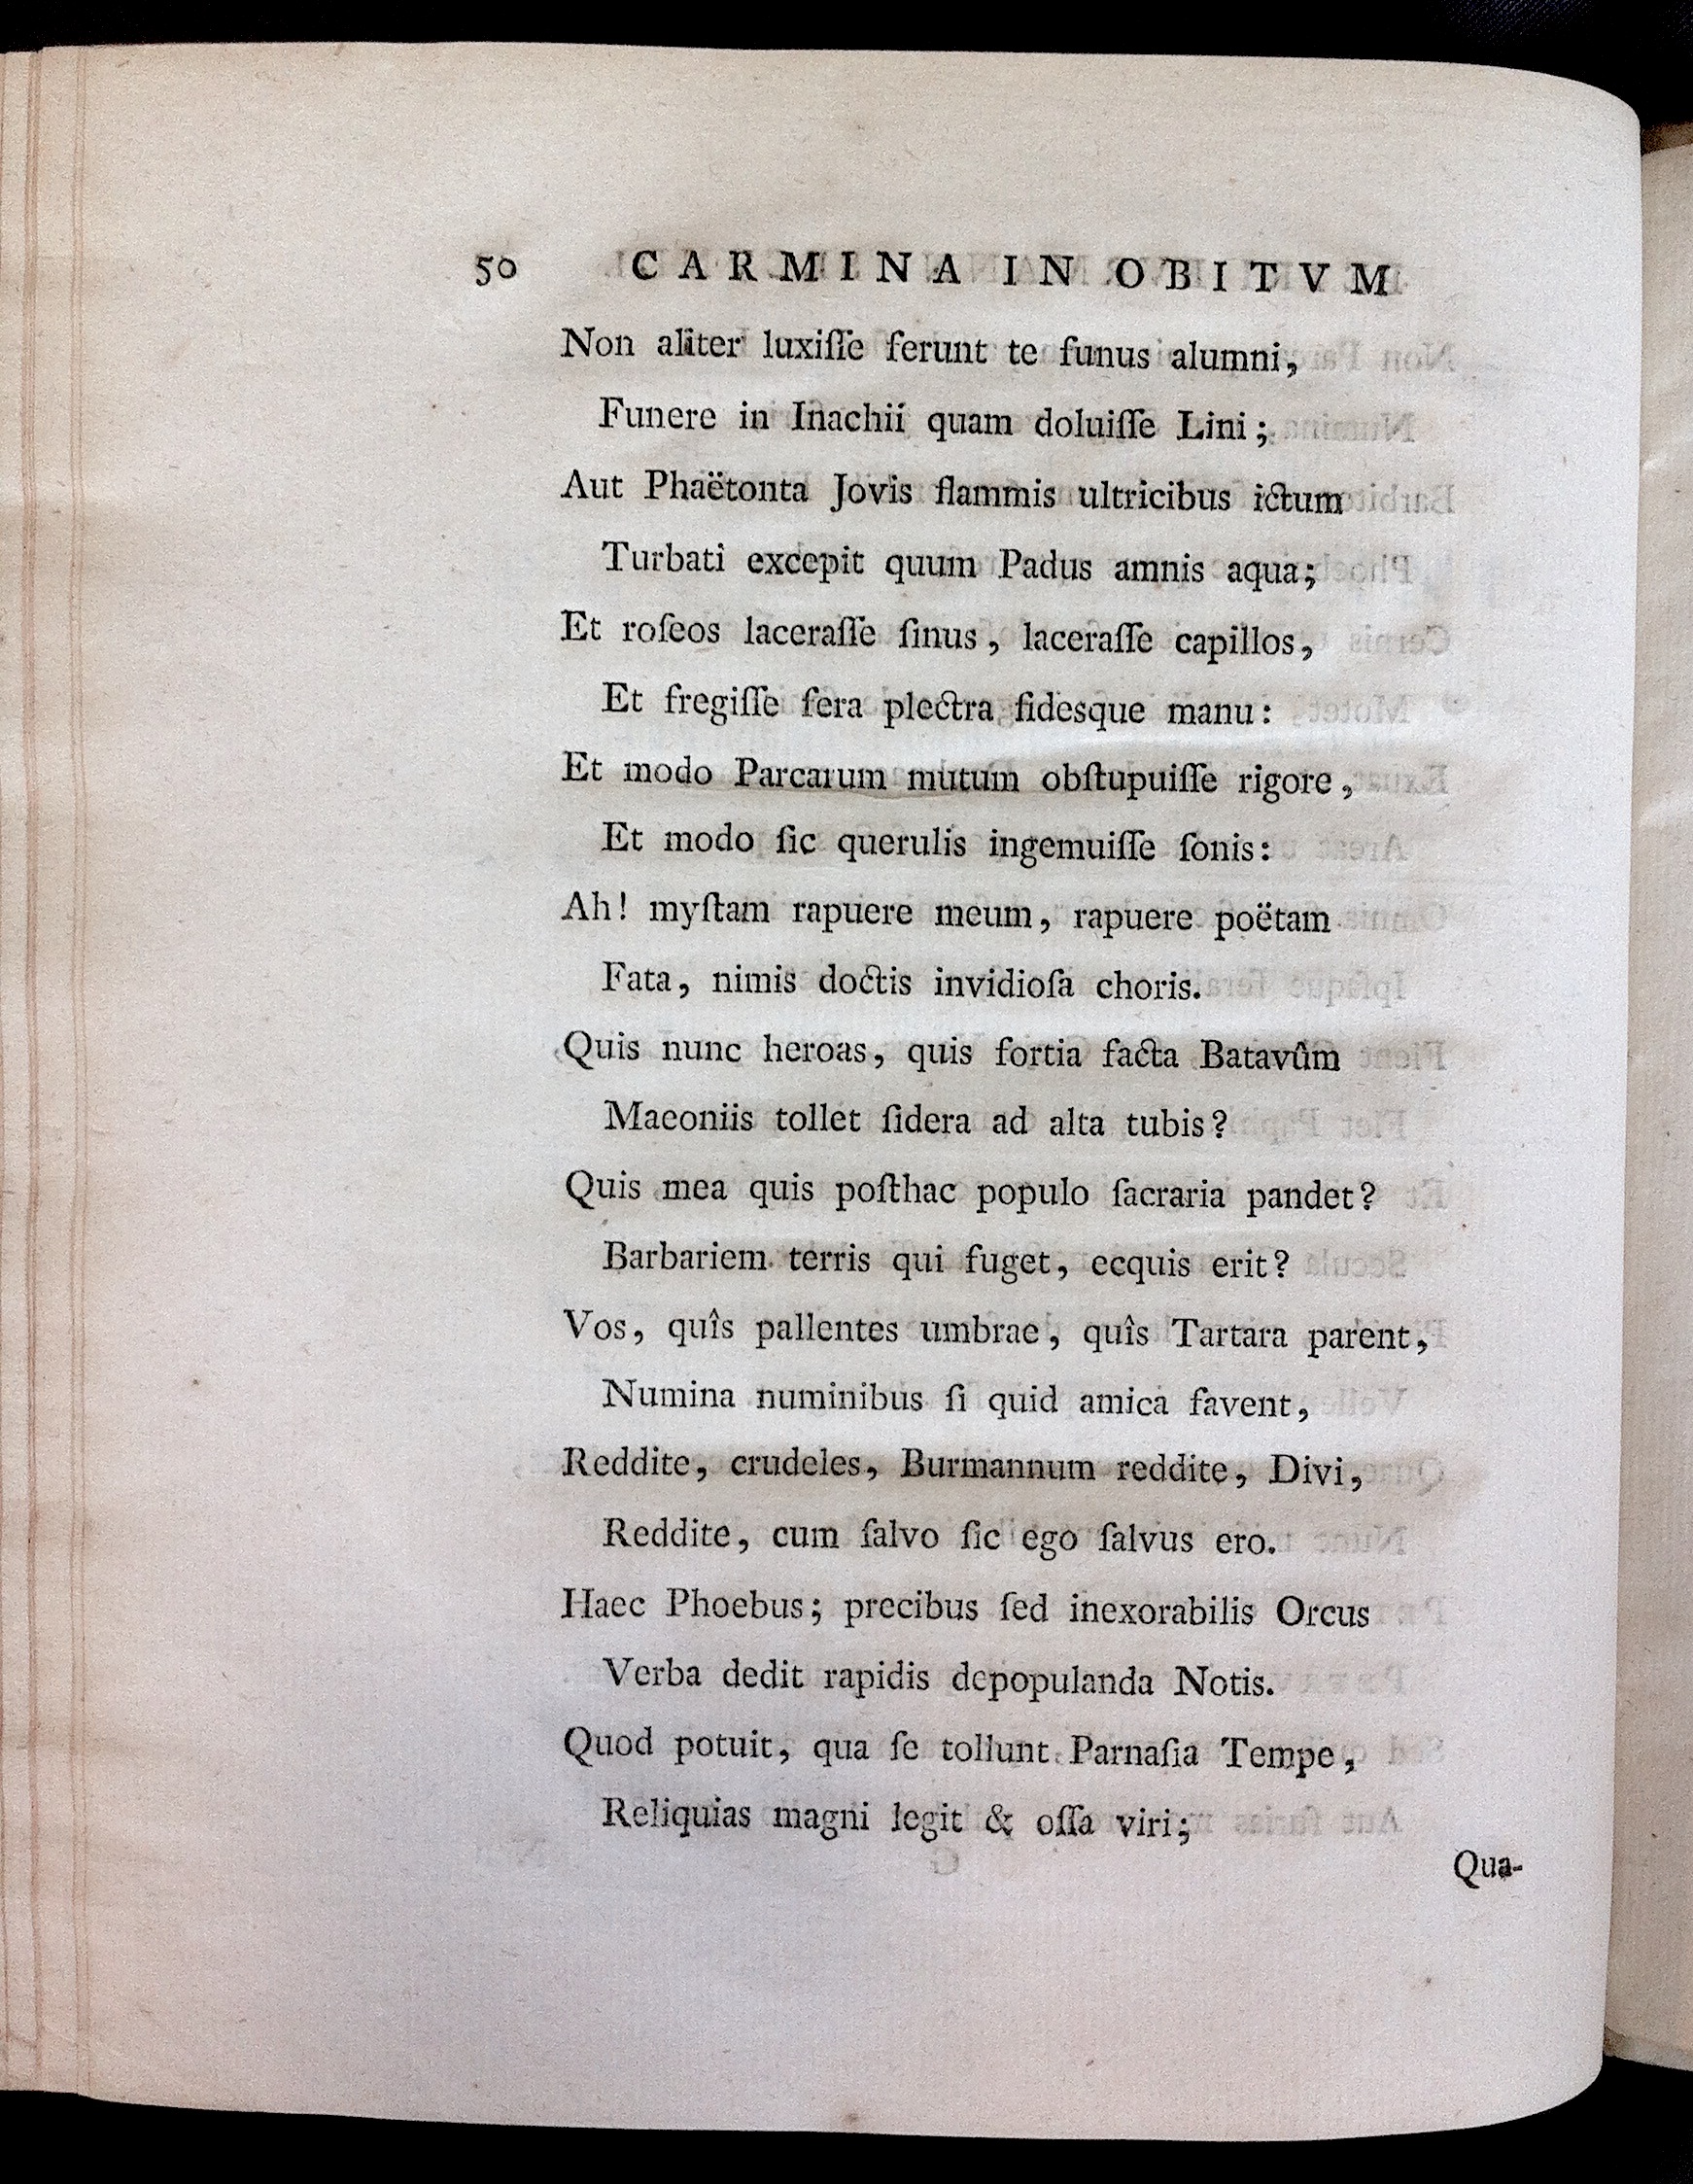 50 CARMINA IN OBITVM
Non aliter luxiſſe ferunt te funus alumni,
Funere in Inachii quam doluiſſe Lini;
Aut Phaëtonta Jovis flammis ultricibus ictum
Turbati excepit quum Padus amnis aqua;
Et roſeos laceraſſe ſinus, laceraſſe capillos,
Et fregiſſe fera plectra fidesque manu:
Et modo Parcarum mutum obſtupuiſſe rigore,
Et modo ſic querulis ingemuiſſe ſonis:
Ah! myſtam rapuere meum, rapuere poëtam
Fata, nimis doctis invidioſa choris.
Quis nunc heroas, quis fortia facta Batavûm
Maeoniis tollet ſidera ad alta tubis?
Quis mea quis poſthac populo ſacraria pandet?
Barbariem terris qui fuget, ecquis erit?
Vos, quîs pallentes umbrae, quîs Tartara parent,
Numina numinibus ſi quid amica favent,
Reddite, crudeles, Burmannum reddite, Divi,
Reddite, cum ſalvo ſic ego ſalvus ero.
Haec Phoebus; precibus ſed inexorabilis Orcus
Verba dedit rapidis depopulanda Notis.
Quod potuit, qua ſe tollunt Parnaſia Tempe,
Reliquias magni legit & oſſa viri;
Qua-